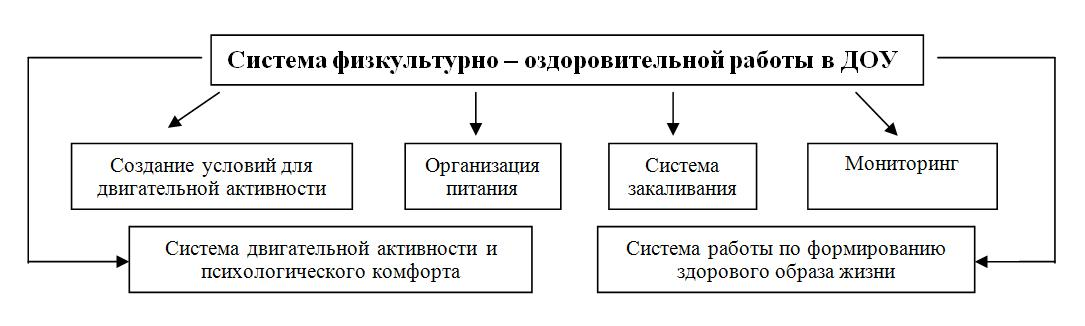 Система физкультурно – оздоровительной работы в ДОУ
Создание условий для
двигательной активности
Организация
питания
Система
закаливания
Мониторинг
Система двигательной активности и
психологического комфорта
Система работы по формированию
здорового образа жизни